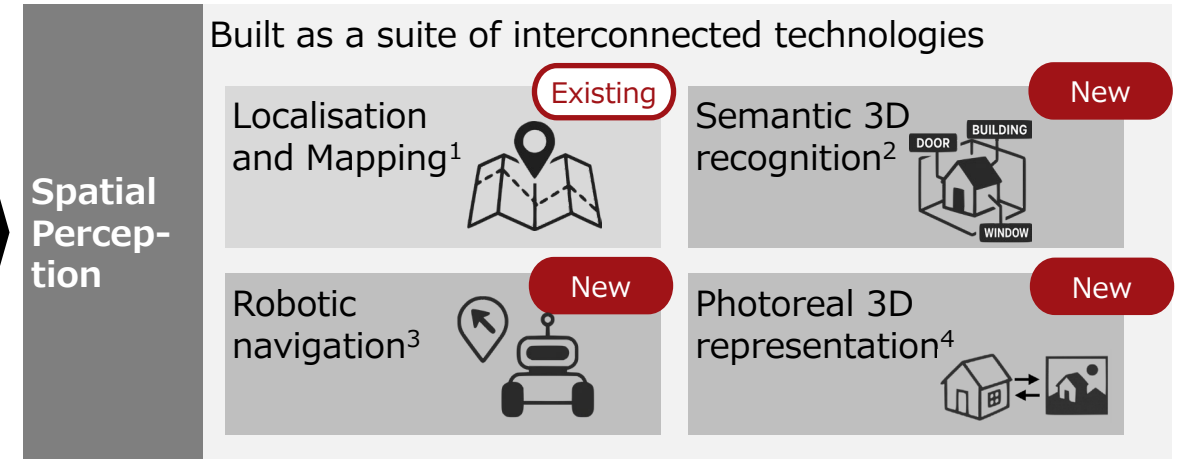 Built as a suite of interconnected technologies
Spatial
Percep-
tion
Existing
Localisation
and Mapping¹
New
Semantic 3D
recognition²
BUILDING
DOOR
WINDOW
New
Robotic
navigation³
New
Photoreal 3D
representation⁴